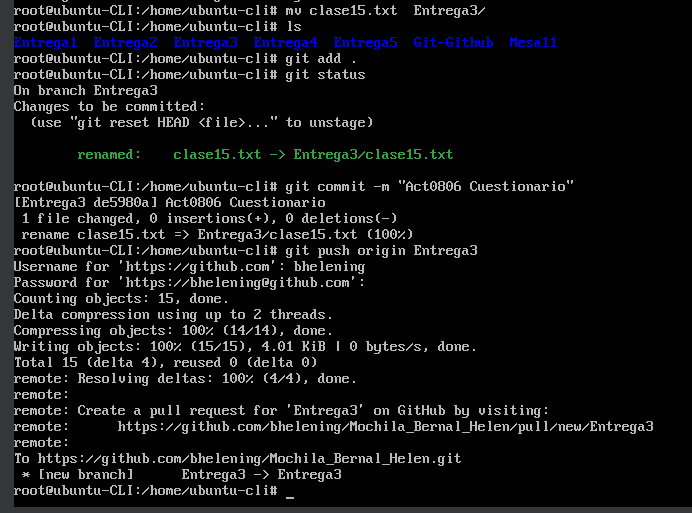 root@ubuntu-CLI:/home/ubuntu-cli# mv clase15.txt  Entrega3/
root@ubuntu-CLI:/home/ubuntu-cli# ls
Entrega1  Entrega2  Entrega3  Entrega4  Entrega5  Git-Github  Mesa11
root@ubuntu-CLI:/home/ubuntu-cli# git add .
root@ubuntu-CLI:/home/ubuntu-cli# git status
On branch Entrega3
Changes to be committed:
  (use "git reset HEAD <file>..." to unstage)
        renamed:    clase15.txt -> Entrega3/clase15.txt
root@ubuntu-CLI:/home/ubuntu-cli# git commit -m "Act0806 Cuestionario"
[Entrega3 de5980a] Act0806 Cuestionario
 1 file changed, 0 insertions(+), 0 deletions(-)
 rename clase15.txt => Entrega3/clase15.txt (100%)
root@ubuntu-CLI:/home/ubuntu-cli# git push origin Entrega3
Username for 'https://github.com': bhelening
Password for 'https://bhelening@github.com':
Counting objects: 15, done.
Delta compression using up to 2 threads.
Compressing objects: 100% (14/14), done.
Writing objects: 100% (15/15), 4.01 KiB | 0 bytes/s, done.
Total 15 (delta 4), reused 0 (delta 0)
remote: Resolving deltas: 100% (4/4), done.
remote:
remote: Create a pull request for 'Entrega3' on GitHub by visiting:
remote:      https://github.com/bhelening/Mochila_Bernal_Helen/pull/new/Entrega3
remote:
To https://github.com/bhelening/Mochila_Bernal_Helen.git
 * [new branch]      Entrega3 -> Entrega3
root@ubuntu-CLI:/home/ubuntu-cli# _